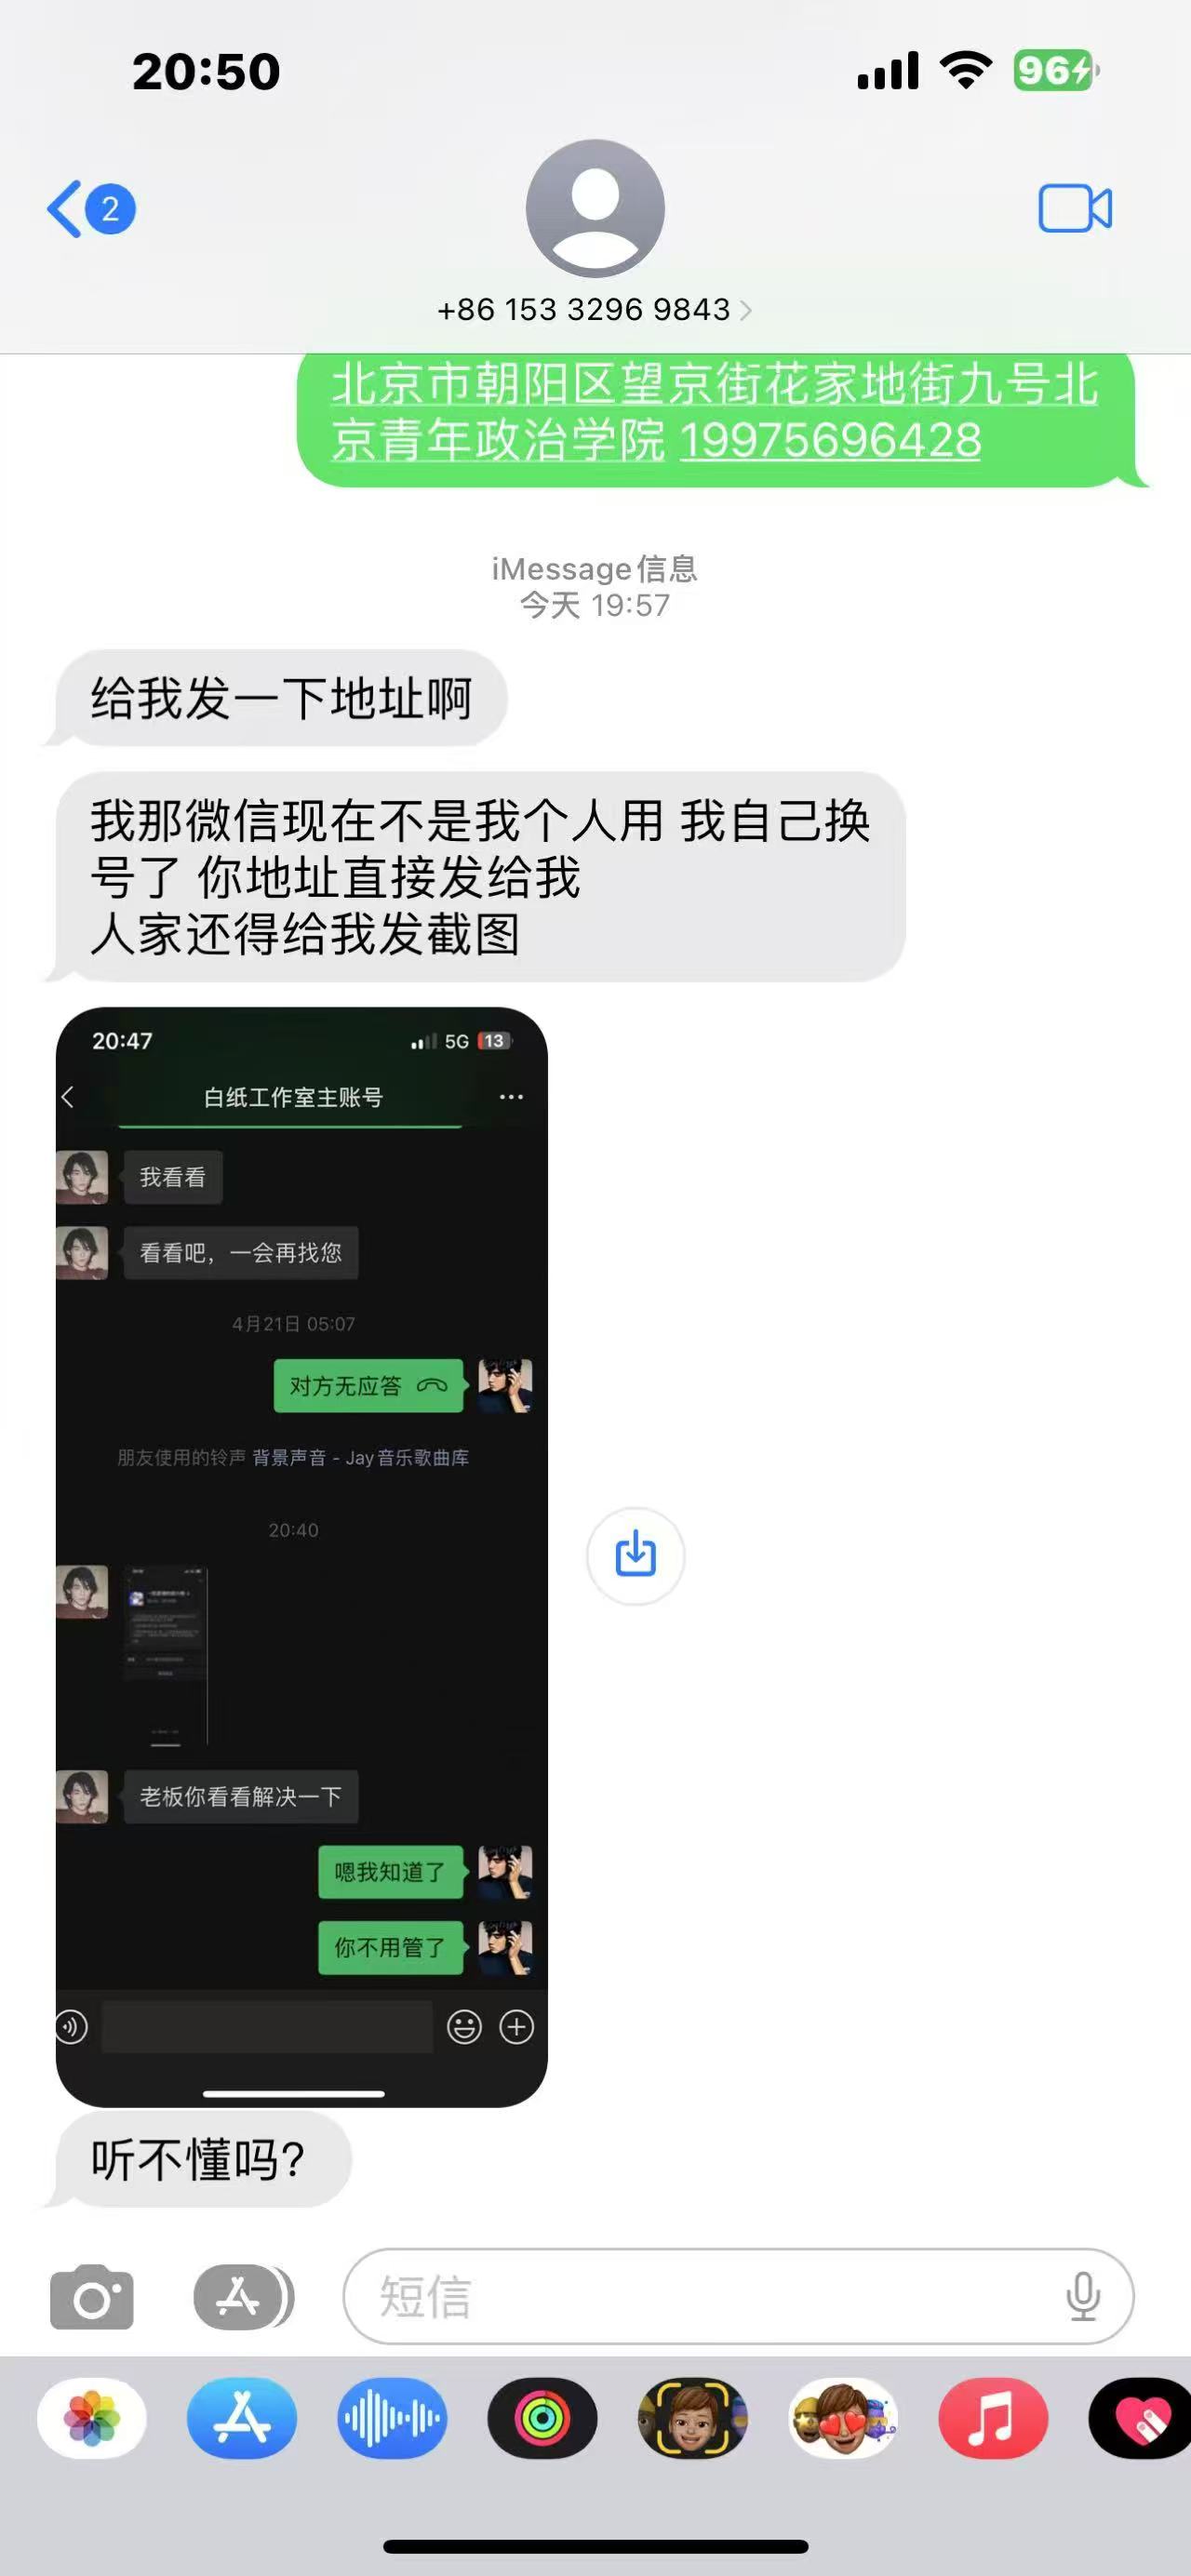 20:50
96
2
+86 153 3296 9843
北京市朝阳区望京街花家地街九号北
京青年政治学院 19975696428
iMessage信息
今天 19:57
给我发一下地址啊
我那微信现在不是我个人用 我自己换
号了 你地址直接发给我
人家还得给我发截图
20:47
5G 13
白纸工作室主账号
我看看
看看吧，一会再找您
4月21日 05:07
对方无应答
朋友使用的铃声 背景声音 - Jay音乐歌曲库
20:40
老板你看看解决一下
嗯我知道了
你不用管了
听不懂吗?
短信